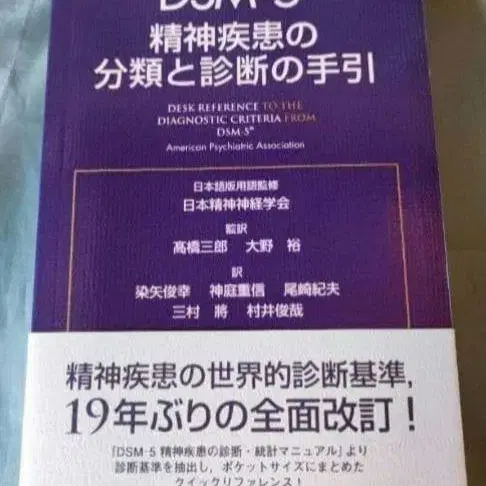 DSM-5
精神疾患の
分類と診断の手引
DESK REFERENCE TO THE
DIAGNOSTIC CRITERIA FROM
DSM-5®
American Psychiatric Association
日本語版用語監修
日本精神神経学会
監訳
髙橋三郎 大野 裕
訳
染矢俊幸 神庭重信 尾崎紀夫
三村 將 村井俊哉
精神疾患の世界的診断基準,
19年ぶりの全面改訂!
「DSM-5 精神疾患の診断・統計マニュアル」より
診断基準を抽出し, ポケットサイズにまとめた
クイックリファレンス!